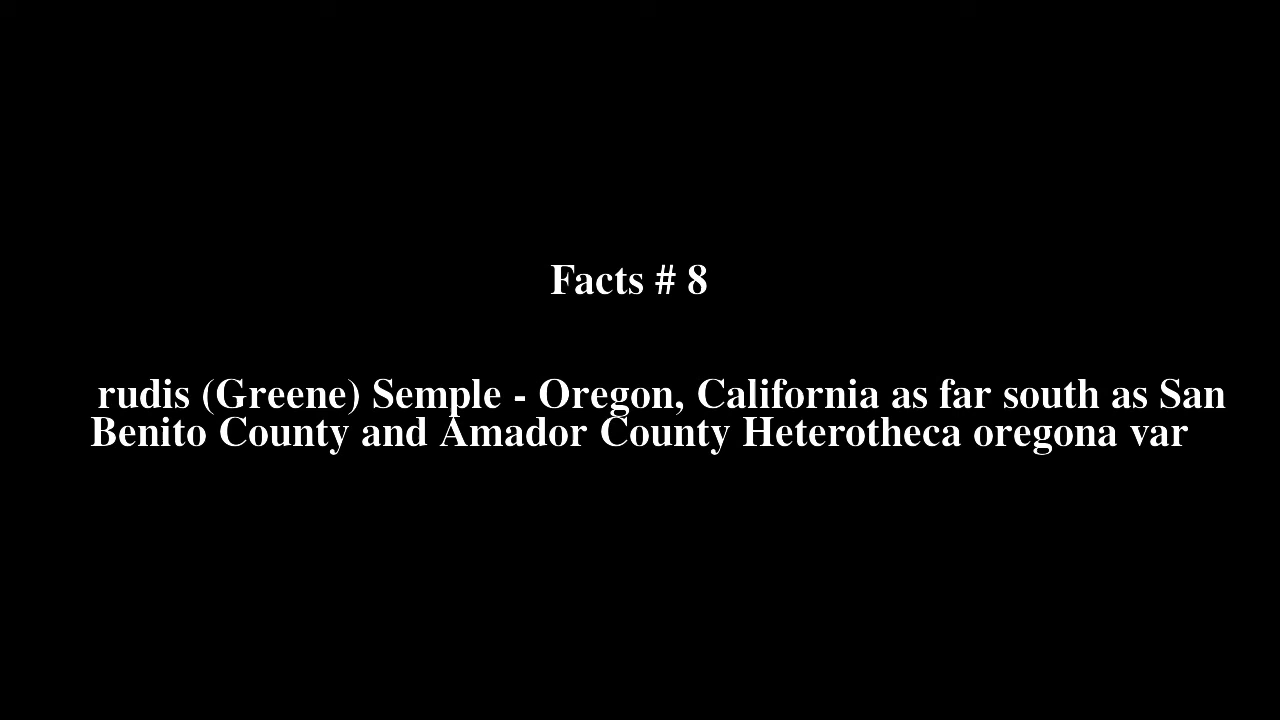 Facts # 8
rudis (Greene) Semple - Oregon, California as far south as San
Benito County and Amador County Heterotheca oregona var